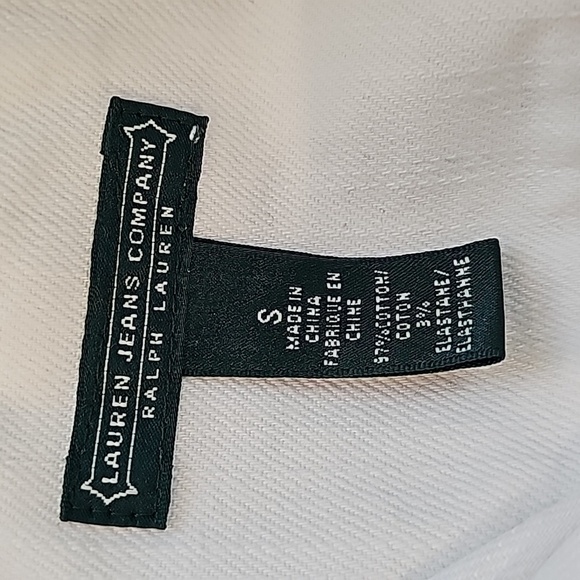 LAUREN JEANS COMPANY
RALPH LAUREN
S
MADE IN
CHINA
FABRIQUE EN
CHINE
97% COTTON/
COTON
3%
ELASTANE/
ELASTHANNE